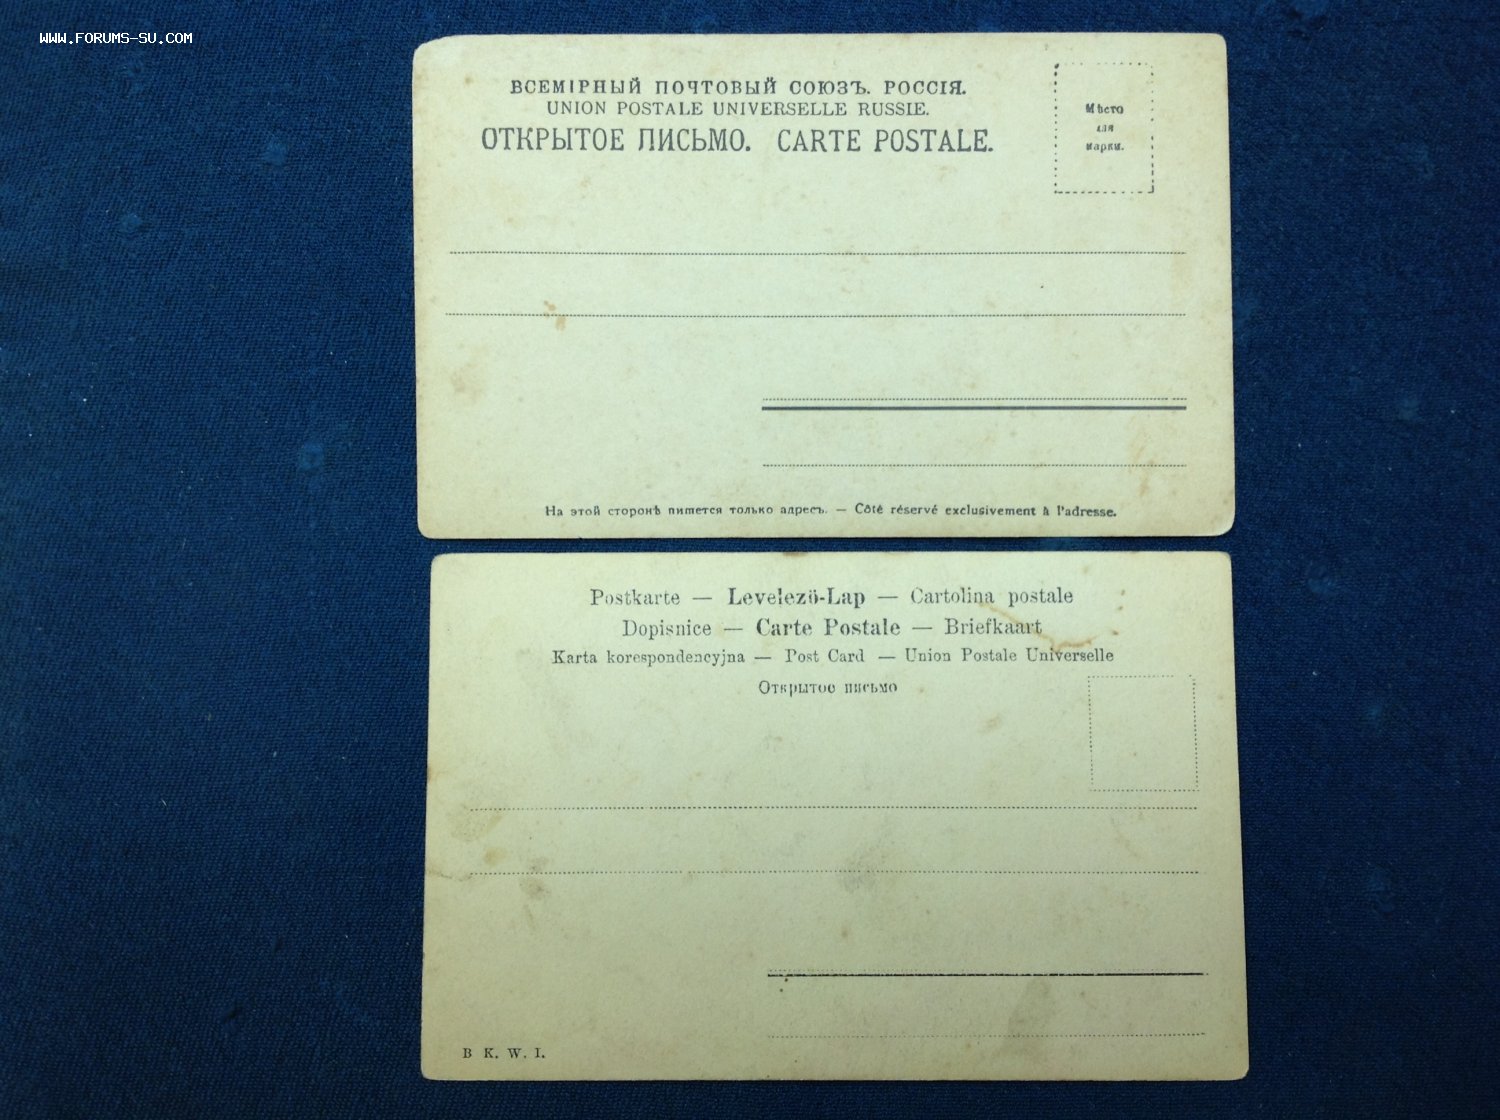 WWW.FORUMS-SU.COM
ВСЕМІРНЫЙ ПОЧТОВЫЙ СОЮЗЪ. РОССІЯ.
UNION POSTALE UNIVERSELLE RUSSIE.
ОТКРЫТОЕ ПИСЬМО. CARTE POSTALE.
Мѣсто
для
марки.
На этой сторонѣ пишется только адресъ. — Côté réservé exclusivement à l'adresse.
Postkarte — Levelező-Lap — Cartolina postale
Dopisnice — Carte Postale — Briefkaart
Karta korespondencyjna — Post Card — Union Postale Universelle
Открытое письмо
B K. W. I.